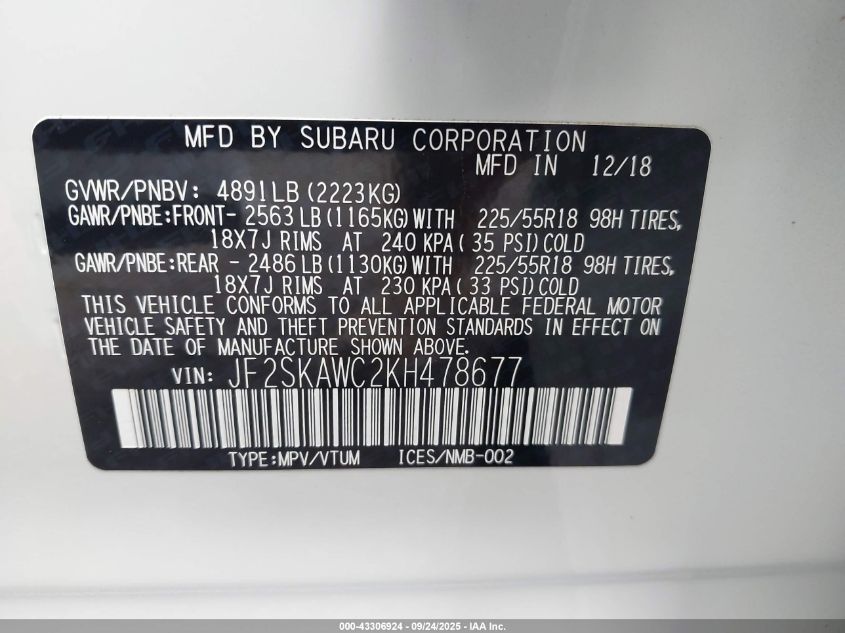 MFD BY SUBARU CORPORATION
MFD IN 12/18
GVWR/PNBV: 4891LB (2223KG)
GAWR/PNBE:FRONT- 2563 LB (1165KG) WITH 225/55R18 98H TIRES,
18X7J RIMS AT 240 KPA ( 35 PSI) COLD
GAWR/PNBE:REAR - 2486 LB (1130KG) WITH 225/55R18 98H TIRES,
18X7J RIMS AT 230 KPA ( 33 PSI) COLD
THIS VEHICLE CONFORMS TO ALL APPLICABLE FEDERAL MOTOR
VEHICLE SAFETY AND THEFT PREVENTION STANDARDS IN EFFECT ON
THE DATE OF MANUFACTURE SHOWN ABOVE.
VIN: JF2SKAWC2KH478677
TYPE:MPV/VTUM ICES/NMB-002
000-43306924 - 09/24/2025 - IAA Inc.